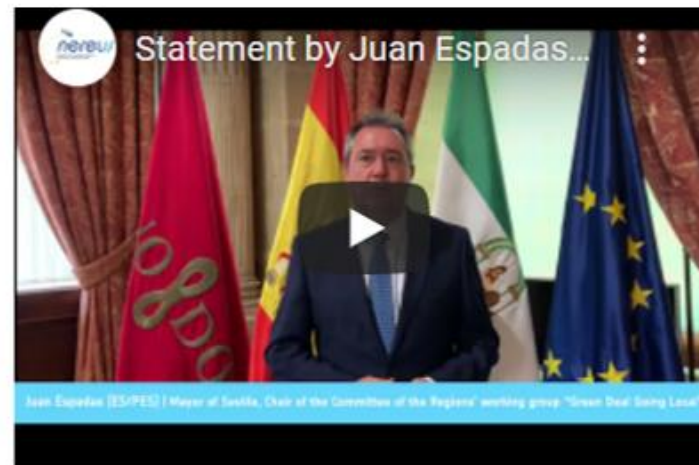 nereus
Statement by Juan Espadas...
NO8DO
Juan Espadas (ES/PES) | Mayor of Sevilla, Chair of the Committee of the Regions' working group "Green Deal Going Local"